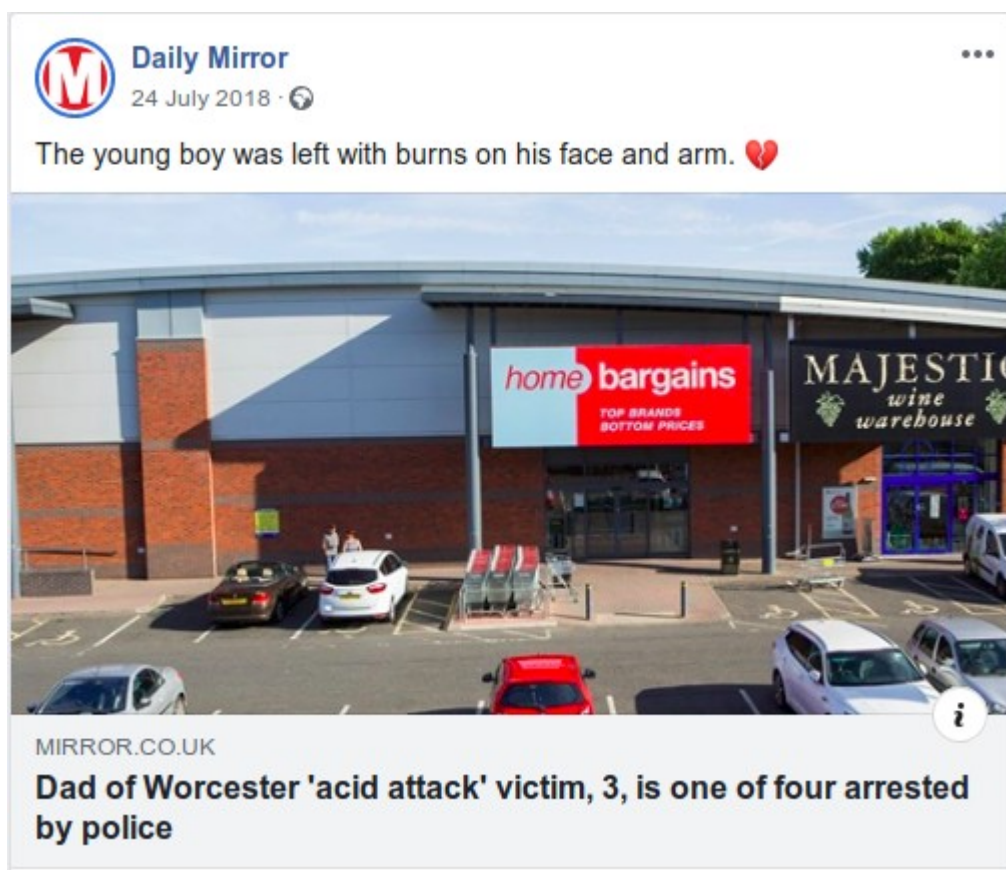 Daily Mirror
24 July 2018 ·
The young boy was left with burns on his face and arm. 💔
home bargains
TOP BRANDS
BOTTOM PRICES
MAJESTIC
wine
warehouse
i
MIRROR.CO.UK
Dad of Worcester 'acid attack' victim, 3, is one of four arrested
by police